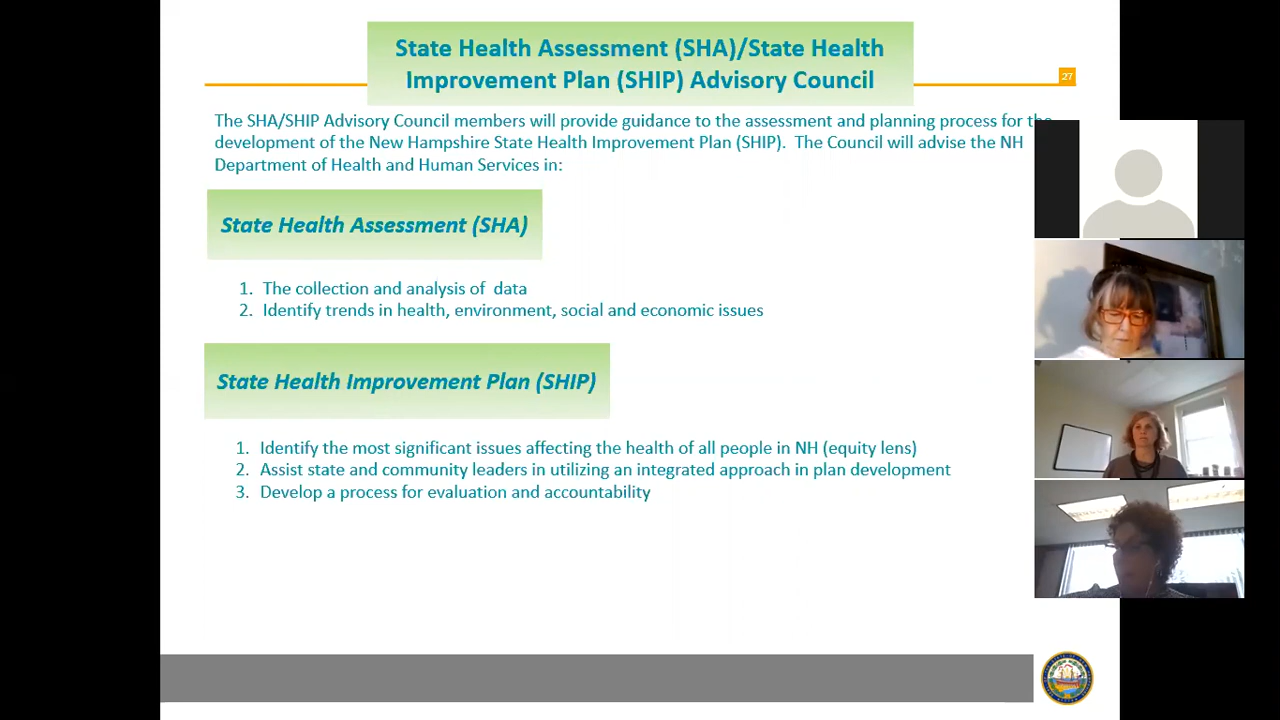 State Health Assessment (SHA)/State Health
Improvement Plan (SHIP) Advisory Council
27
The SHA/SHIP Advisory Council members will provide guidance to the assessment and planning process for the
development of the New Hampshire State Health Improvement Plan (SHIP). The Council will advise the NH
Department of Health and Human Services in:
State Health Assessment (SHA)
1. The collection and analysis of data
2. Identify trends in health, environment, social and economic issues
State Health Improvement Plan (SHIP)
1. Identify the most significant issues affecting the health of all people in NH (equity lens)
2. Assist state and community leaders in utilizing an integrated approach in plan development
3. Develop a process for evaluation and accountability